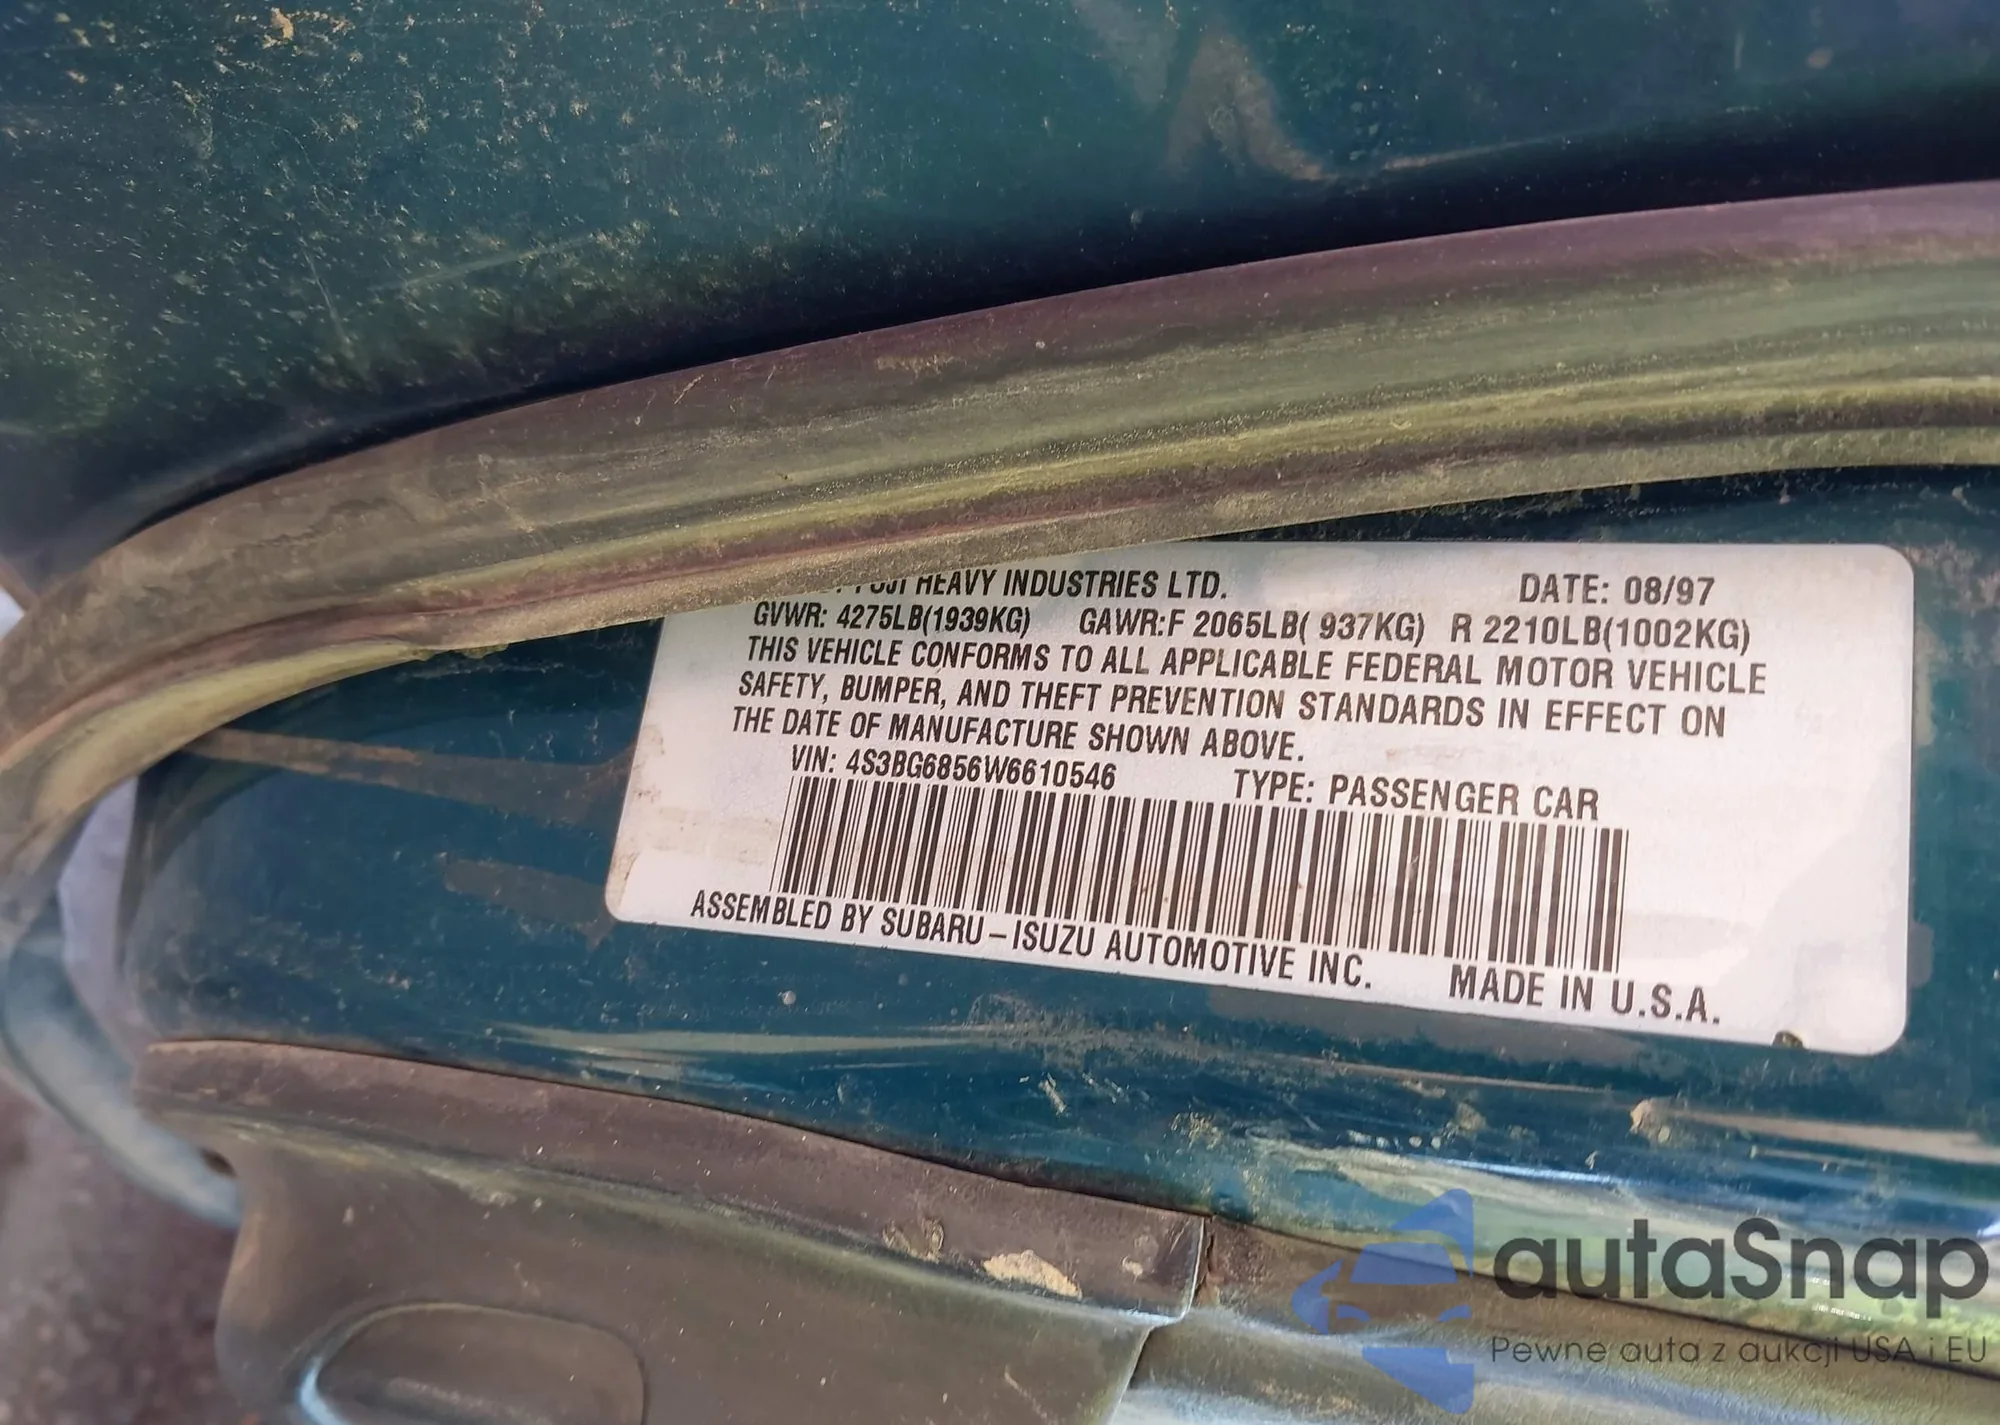 FUJI HEAVY INDUSTRIES LTD. DATE: 08/97
GVWR: 4275LB(1939KG) GAWR:F 2065LB( 937KG) R 2210LB(1002KG)
THIS VEHICLE CONFORMS TO ALL APPLICABLE FEDERAL MOTOR VEHICLE
SAFETY, BUMPER, AND THEFT PREVENTION STANDARDS IN EFFECT ON
THE DATE OF MANUFACTURE SHOWN ABOVE.
VIN: 4S3BG6856W6610546 TYPE: PASSENGER CAR
ASSEMBLED BY SUBARU-ISUZU AUTOMOTIVE INC. MADE IN U.S.A.
autaSnap
Pewne auta z aukcji USA i EU